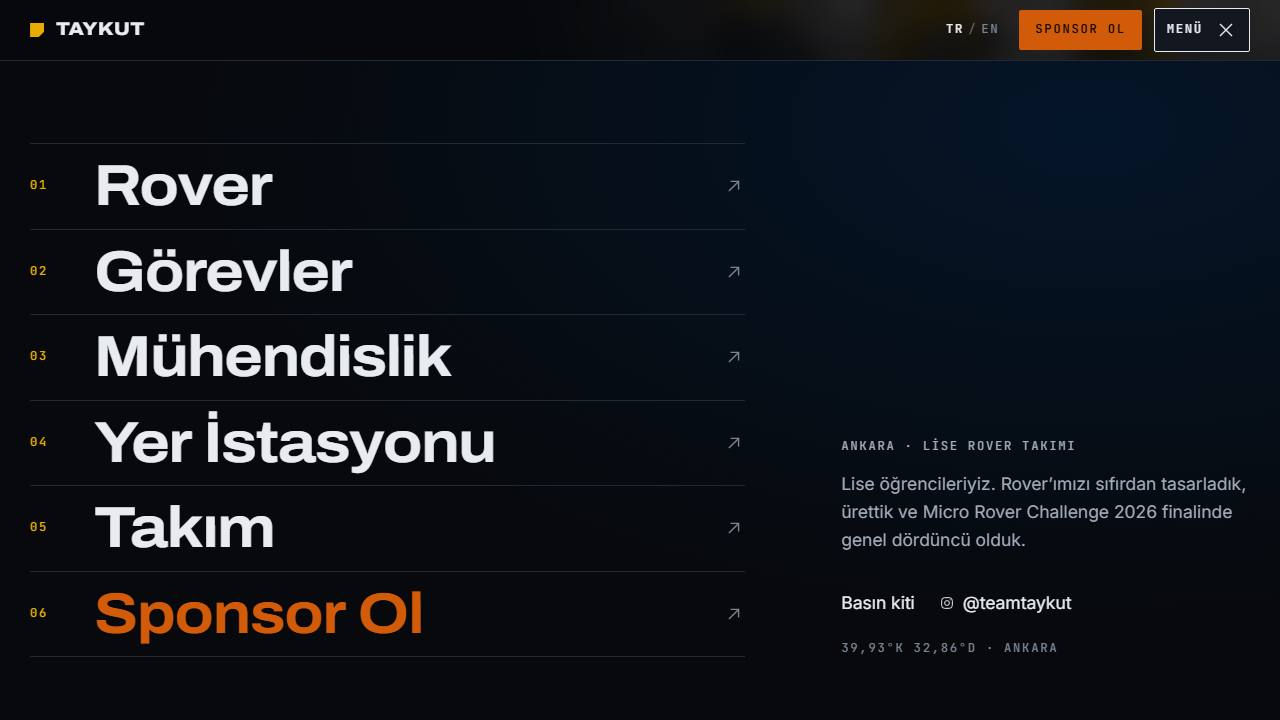 TAYKUT
TR / EN
SPONSOR OL
MENÜ
01 Rover
02 Görevler
03 Mühendislik
04 Yer İstasyonu
05 Takım
06 Sponsor Ol
ANKARA · LİSE ROVER TAKIMI
Lise öğrencileriyiz. Rover’ımızı sıfırdan tasarladık,
ürettik ve Micro Rover Challenge 2026 finalinde
genel dördüncü olduk.
Basın kiti @teamtaykut
39,93°K 32,86°D · ANKARA